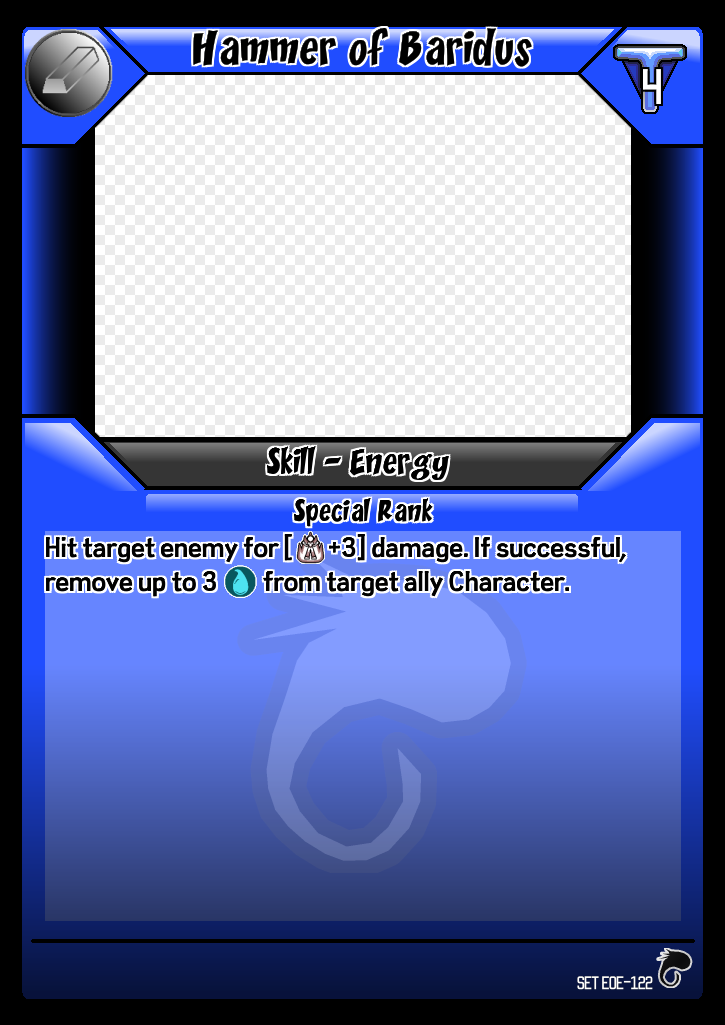 Hammer of Baridus
4
Skill - Energy
Special Rank
Hit target enemy for [ +3] damage. If successful,
remove up to 3 from target ally Character.
SET EOE-122